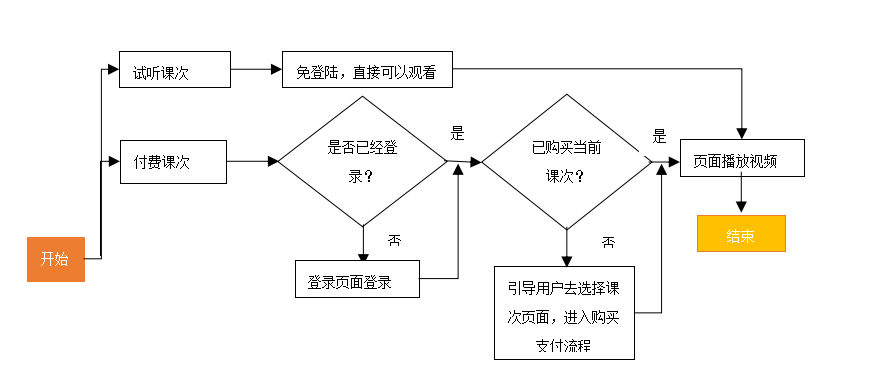 试听课次
免登陆，直接可以观看
是
是否已经登
录？
已购买当前
课次？
是
付费课次
页面播放视频
否
否
结束
开始
登录页面登录
引导用户去选择课
次页面，进入购买
支付流程